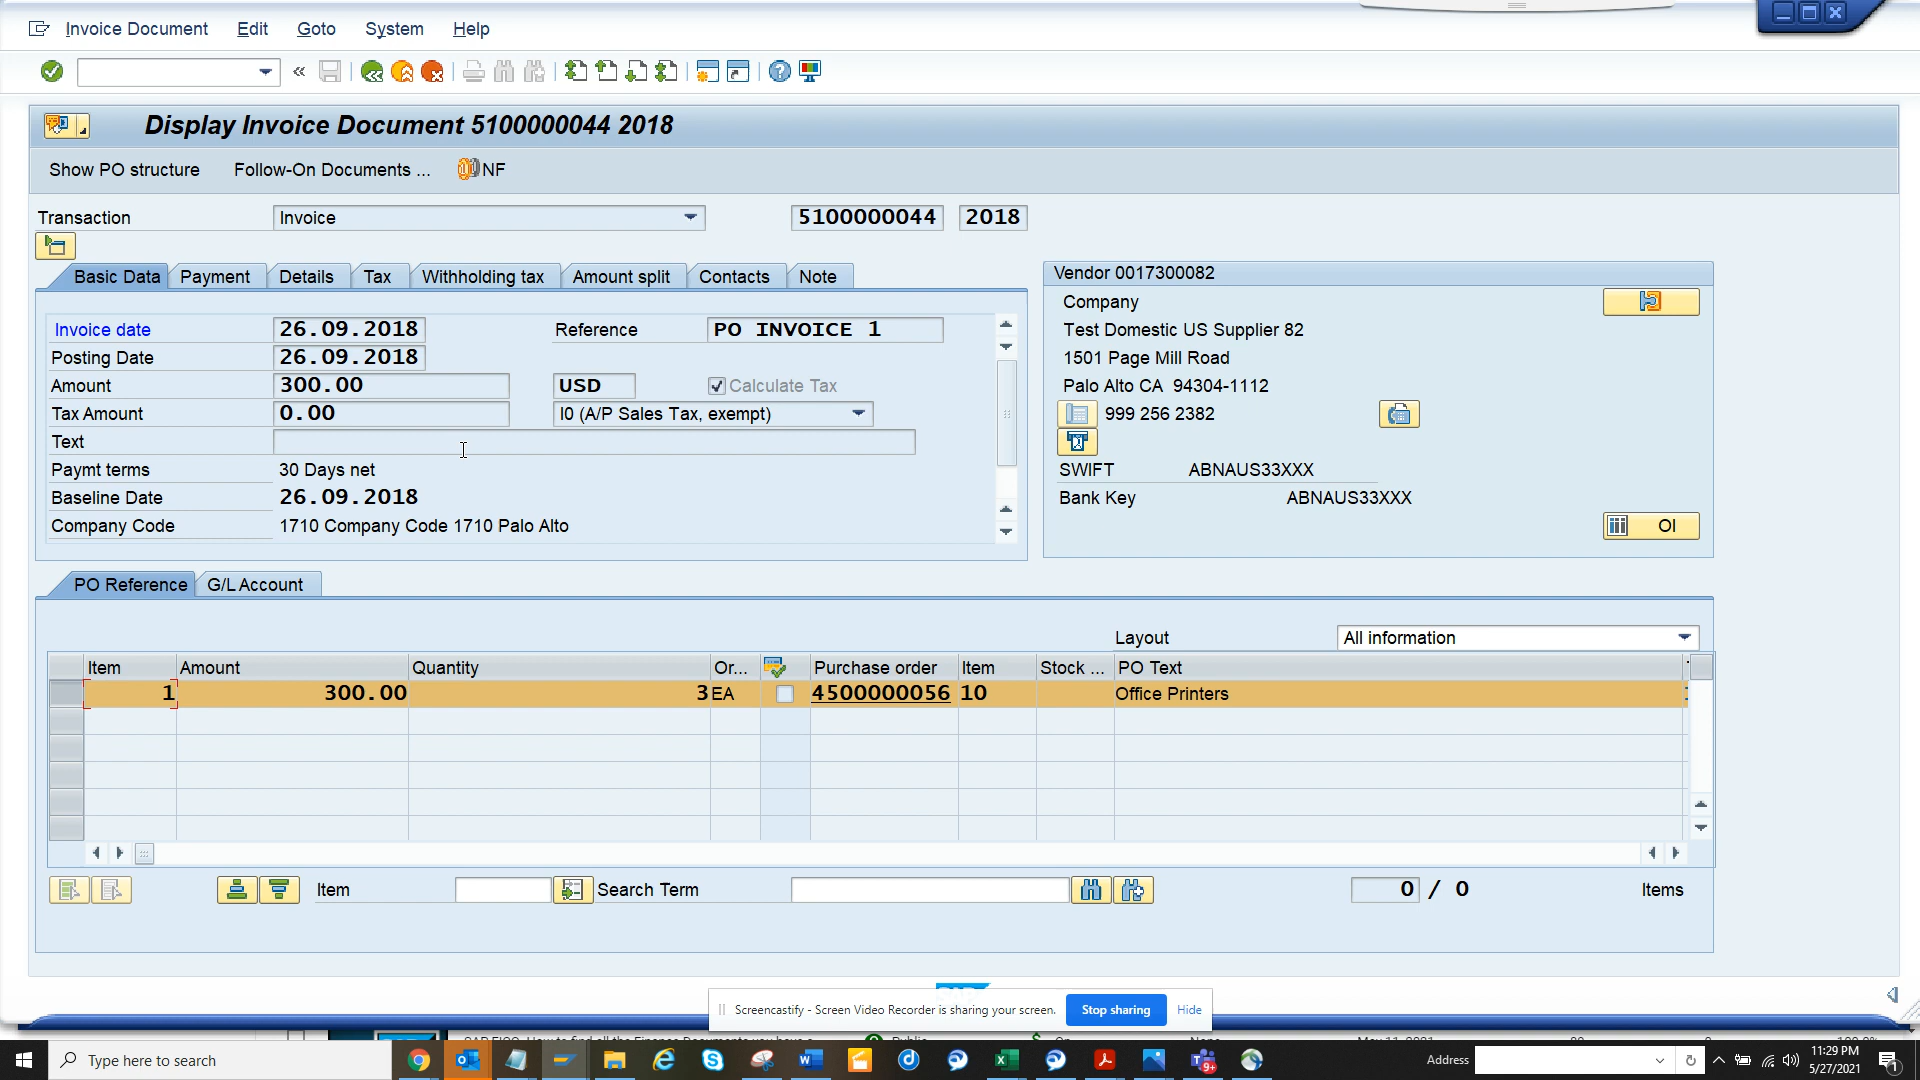 Invoice Document Edit Goto System Help
Display Invoice Document 5100000044 2018
Show PO structure Follow-On Documents ... NF
Transaction Invoice 5100000044 2018
Basic Data Payment Details Tax Withholding tax Amount split Contacts Note
Invoice date 26.09.2018 Reference PO INVOICE 1
Posting Date 26.09.2018
Amount 300.00 USD Calculate Tax
Tax Amount 0.00 I0 (A/P Sales Tax, exempt)
Text
Paymt terms 30 Days net
Baseline Date 26.09.2018
Company Code 1710 Company Code 1710 Palo Alto
Vendor 0017300082
Company
Test Domestic US Supplier 82
1501 Page Mill Road
Palo Alto CA 94304-1112
999 256 2382
SWIFT ABNAUS33XXX
Bank Key ABNAUS33XXX
OI
PO Reference G/L Account
Layout All information
Item Amount Quantity Or... Purchase order Item Stock ... PO Text
1 300.00 3 EA 4500000056 10 Office Printers
Item Search Term 0 / 0 Items
Screencastify - Screen Video Recorder is sharing your screen. Stop sharing Hide
Type here to search
9+
Address
11:29 PM
5/27/2021
1